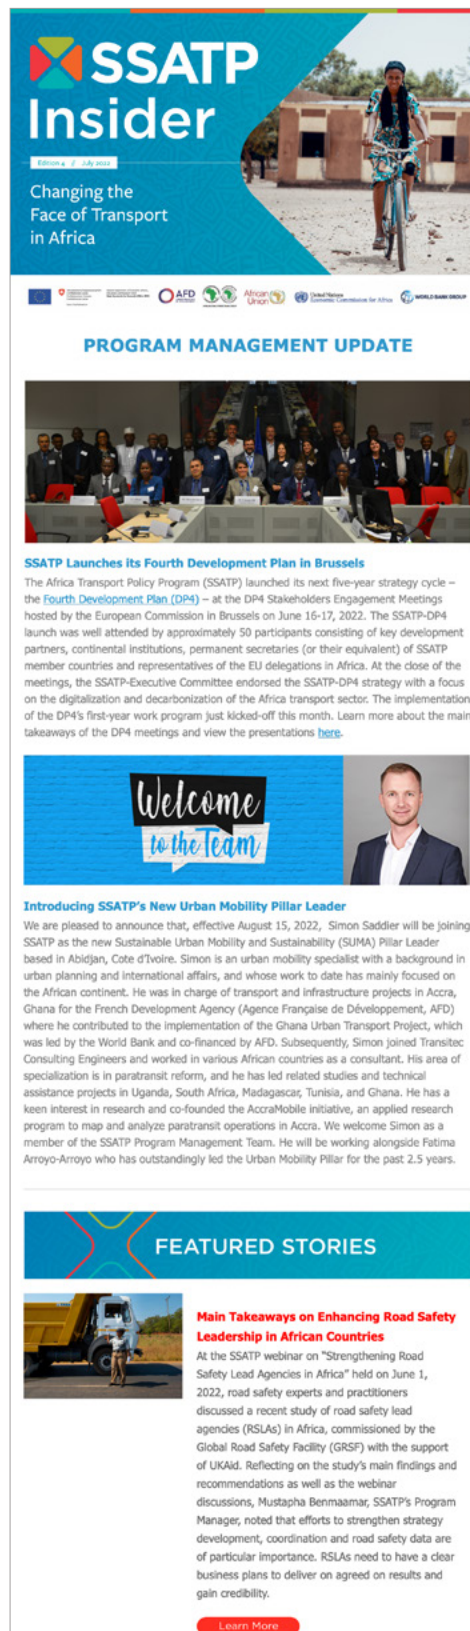 SSATP
Insider
Edition 4 // July 2022
Changing the
Face of Transport
in Africa
AFD
African
Union
United Nations
Economic Commission for Africa
WORLD BANK GROUP
PROGRAM MANAGEMENT UPDATE
SSATP Launches its Fourth Development Plan in Brussels
The Africa Transport Policy Program (SSATP) launched its next five-year strategy cycle –
the Fourth Development Plan (DP4) – at the DP4 Stakeholders Engagement Meetings
hosted by the European Commission in Brussels on June 16-17, 2022. The SSATP-DP4
launch was well attended by approximately 50 participants consisting of key development
partners, continental institutions, permanent secretaries (or their equivalent) of SSATP
member countries and representatives of the EU delegations in Africa. At the close of the
meetings, the SSATP-Executive Committee endorsed the SSATP-DP4 strategy with a focus
on the digitalization and decarbonization of the Africa transport sector. The implementation
of the DP4's first-year work program just kicked-off this month. Learn more about the main
takeaways of the DP4 meetings and view the presentations here.
Welcome
to the Team
Introducing SSATP's New Urban Mobility Pillar Leader
We are pleased to announce that, effective August 15, 2022, Simon Saddier will be joining
SSATP as the new Sustainable Urban Mobility and Sustainability (SUMA) Pillar Leader
based in Abidjan, Cote d'Ivoire. Simon is an urban mobility specialist with a background in
urban planning and international affairs, and whose work to date has mainly focused on
the African continent. He was in charge of transport and infrastructure projects in Accra,
Ghana for the French Development Agency (Agence Française de Développement, AFD)
where he contributed to the implementation of the Ghana Urban Transport Project, which
was led by the World Bank and co-financed by AFD. Subsequently, Simon joined Transitec
Consulting Engineers and worked in various African countries as a consultant. His area of
specialization is in paratransit reform, and he has led related studies and technical
assistance projects in Uganda, South Africa, Madagascar, Tunisia, and Ghana. He has a
keen interest in research and co-founded the AccraMobile initiative, an applied research
program to map and analyze paratransit operations in Accra. We welcome Simon as a
member of the SSATP Program Management Team. He will be working alongside Fatima
Arroyo-Arroyo who has outstandingly led the Urban Mobility Pillar for the past 2.5 years.
FEATURED STORIES
Main Takeaways on Enhancing Road Safety
Leadership in African Countries
At the SSATP webinar on "Strengthening Road
Safety Lead Agencies in Africa" held on June 1,
2022, road safety experts and practitioners
discussed a recent study of road safety lead
agencies (RSLAs) in Africa, commissioned by the
Global Road Safety Facility (GRSF) with the support
of UKAid. Reflecting on the study's main findings and
recommendations as well as the webinar
discussions, Mustapha Benmaamar, SSATP's Program
Manager, noted that efforts to strengthen strategy
development, coordination and road safety data are
of particular importance. RSLAs need to have a clear
business plans to deliver on agreed on results and
gain credibility.
Learn More